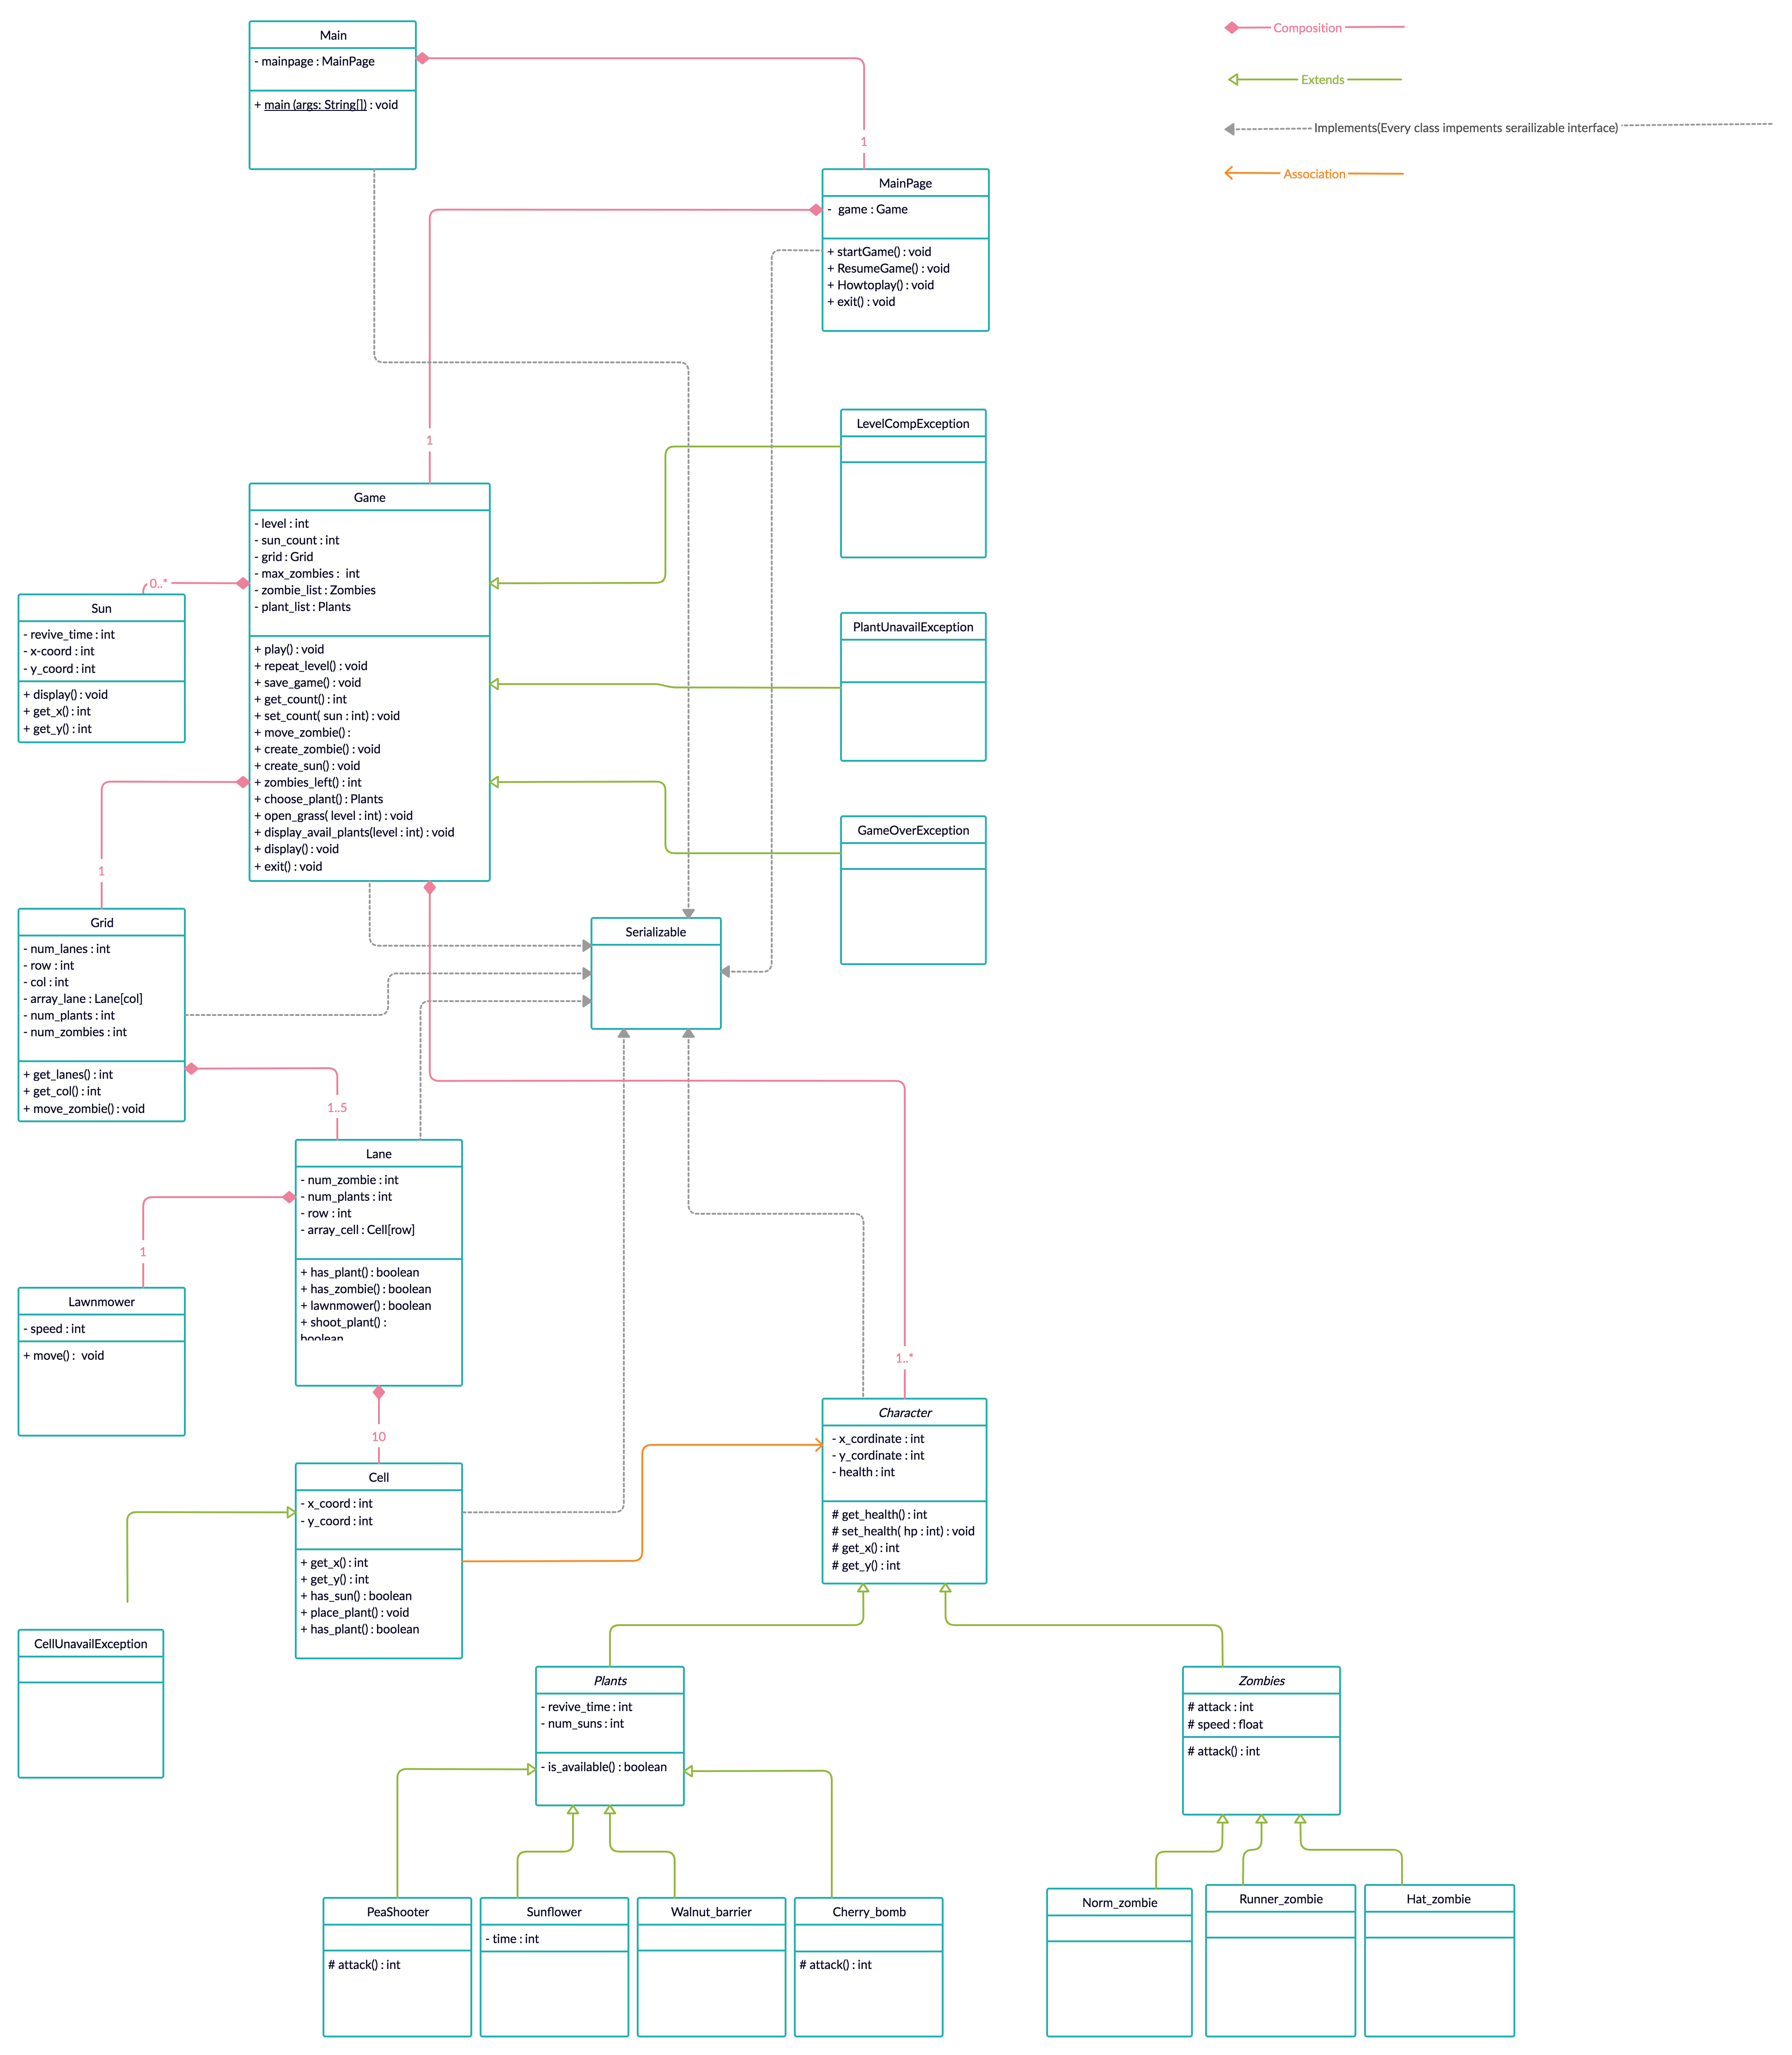 Main
- mainpage : MainPage
+ main (args: String[]) : void
Composition
Extends
Implements(Every class impements serailizable interface)
Association
1
MainPage
- game : Game
+ startGame() : void
+ ResumeGame() : void
+ Howtoplay() : void
+ exit() : void
1
LevelCompException
Game
- level : int
- sun_count : int
- grid : Grid
- max_zombies : int
- zombie_list : Zombies
- plant_list : Plants
+ play() : void
+ repeat_level() : void
+ save_game() : void
+ get_count() : int
+ set_count( sun : int) : void
+ move_zombie() :
+ create_zombie() : void
+ create_sun() : void
+ zombies_left() : int
+ choose_plant() : Plants
+ open_grass( level : int) : void
+ display_avail_plants(level : int) : void
+ display() : void
+ exit() : void
0..*
Sun
- revive_time : int
- x-coord : int
- y_coord : int
+ display() : void
+ get_x() : int
+ get_y() : int
PlantUnavailException
GameOverException
1
Grid
- num_lanes : int
- row : int
- col : int
- array_lane : Lane[col]
- num_plants : int
- num_zombies : int
+ get_lanes() : int
+ get_col() : int
+ move_zombie() : void
Serializable
1..5
Lane
- num_zombie : int
- num_plants : int
- row : int
- array_cell : Cell[row]
+ has_plant() : boolean
+ has_zombie() : boolean
+ lawnmower() : boolean
+ shoot_plant() :
boolean
1
Lawnmower
- speed : int
+ move() : void
1..*
10
Cell
- x_coord : int
- y_coord : int
+ get_x() : int
+ get_y() : int
+ has_sun() : boolean
+ place_plant() : void
+ has_plant() : boolean
Character
- x_cordinate : int
- y_cordinate : int
- health : int
# get_health() : int
# set_health( hp : int) : void
# get_x() : int
# get_y() : int
CellUnavailException
Plants
- revive_time : int
- num_suns : int
- is_available() : boolean
Zombies
# attack : int
# speed : float
# attack() : int
PeaShooter
# attack() : int
Sunflower
- time : int
Walnut_barrier
Cherry_bomb
# attack() : int
Norm_zombie
Runner_zombie
Hat_zombie